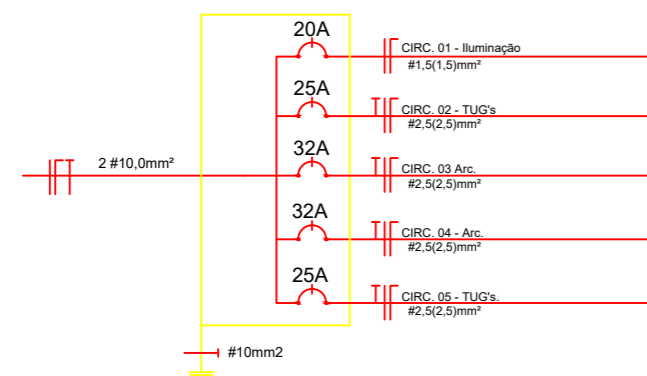 20A
CIRC. 01 - Iluminação
#1,5(1,5)mm²
25A
CIRC. 02 - TUG's
#2,5(2,5)mm²
2 #10,0mm²
32A
CIRC. 03 Arc.
#2,5(2,5)mm²
32A
CIRC. 04 - Arc.
#2,5(2,5)mm²
25A
CIRC. 05 - TUG's.
#2,5(2,5)mm²
#10mm2